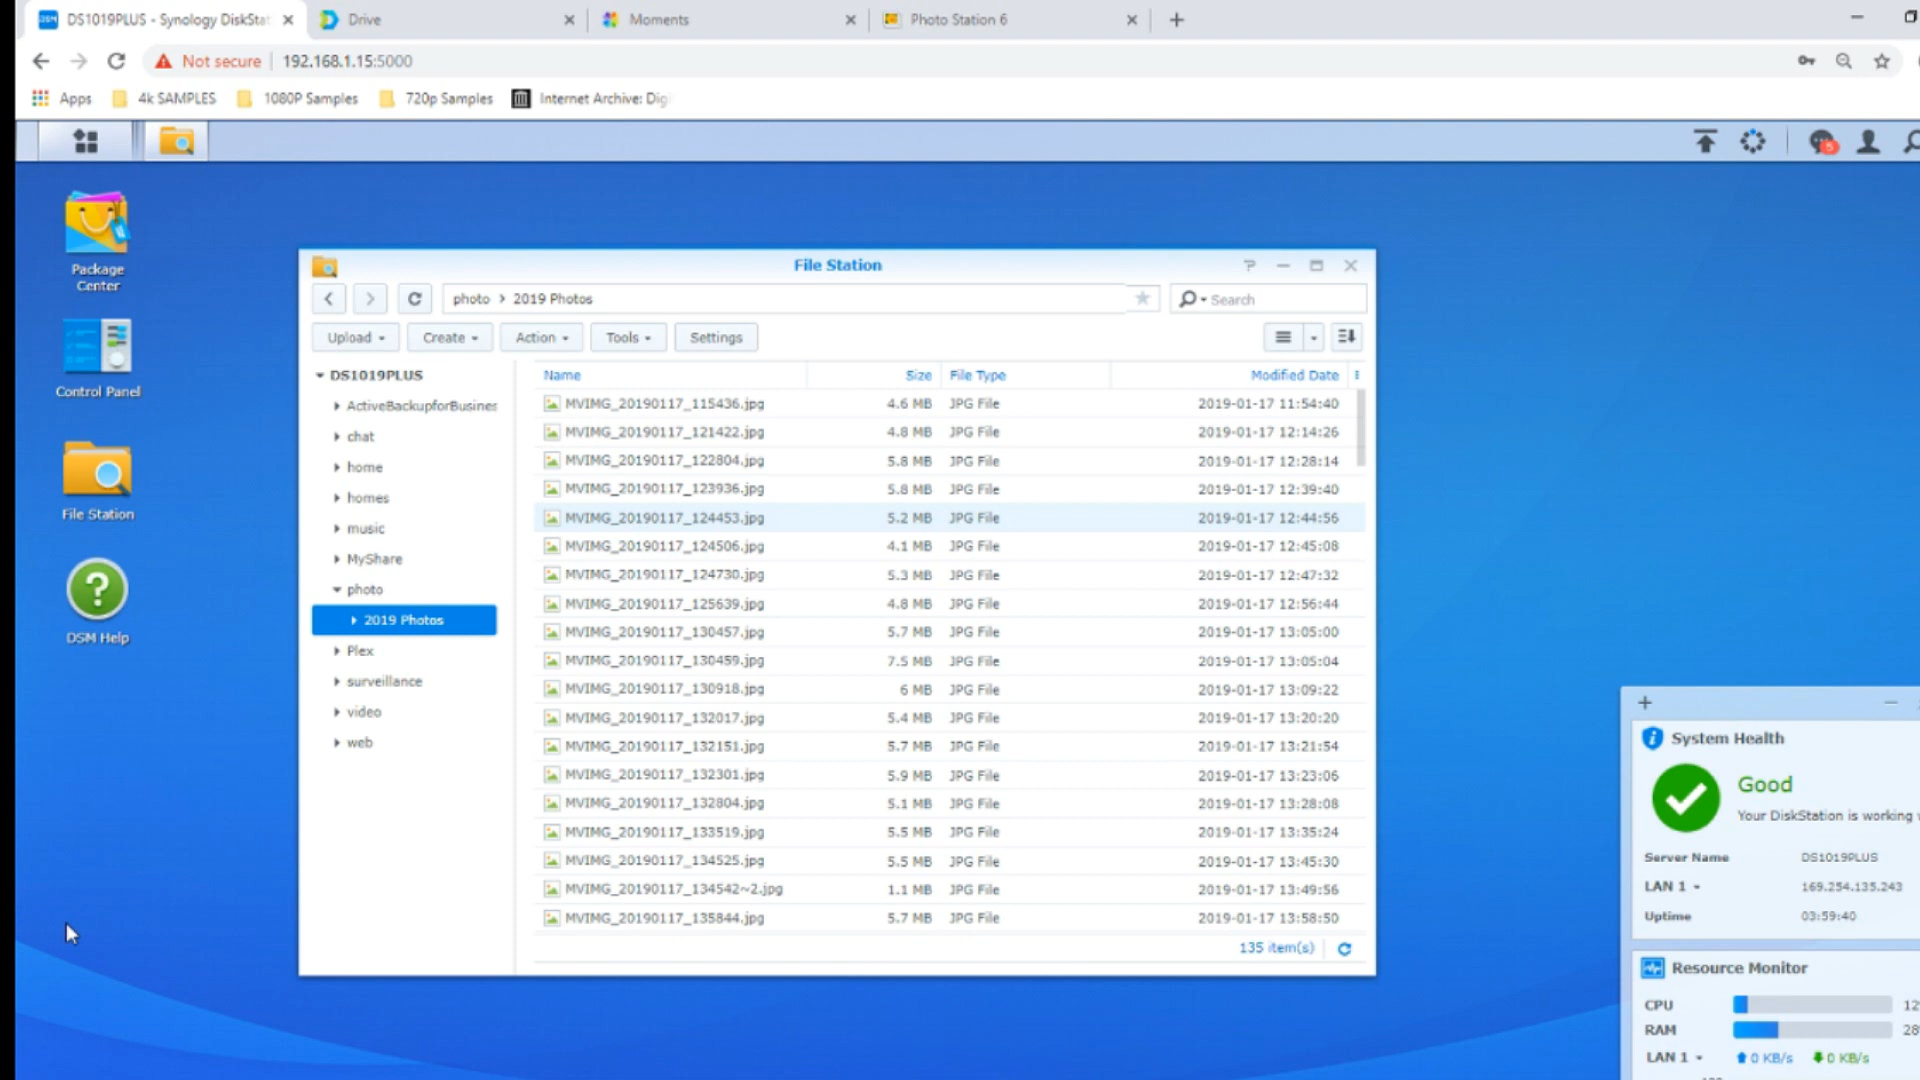 DS1019PLUS - Synology DiskStat
Drive
Moments
Photo Station 6
Not secure
192.168.1.15:5000
Apps
4k SAMPLES
1080P Samples
720p Samples
Internet Archive: Digi
5
Package
Center
Control Panel
File Station
DSM Help
File Station
photo > 2019 Photos
Search
Upload
Create
Action
Tools
Settings
DS1019PLUS
ActiveBackupforBusines
chat
home
homes
music
MyShare
photo
2019 Photos
Plex
surveillance
video
web
Name Size File Type Modified Date
MVIMG_20190117_115436.jpg 4.6 MB JPG File 2019-01-17 11:54:40
MVIMG_20190117_121422.jpg 4.8 MB JPG File 2019-01-17 12:14:26
MVIMG_20190117_122804.jpg 5.8 MB JPG File 2019-01-17 12:28:14
MVIMG_20190117_123936.jpg 5.8 MB JPG File 2019-01-17 12:39:40
MVIMG_20190117_124453.jpg 5.2 MB JPG File 2019-01-17 12:44:56
MVIMG_20190117_124506.jpg 4.1 MB JPG File 2019-01-17 12:45:08
MVIMG_20190117_124730.jpg 5.3 MB JPG File 2019-01-17 12:47:32
MVIMG_20190117_125639.jpg 4.8 MB JPG File 2019-01-17 12:56:44
MVIMG_20190117_130457.jpg 5.7 MB JPG File 2019-01-17 13:05:00
MVIMG_20190117_130459.jpg 7.5 MB JPG File 2019-01-17 13:05:04
MVIMG_20190117_130918.jpg 6 MB JPG File 2019-01-17 13:09:22
MVIMG_20190117_132017.jpg 5.4 MB JPG File 2019-01-17 13:20:20
MVIMG_20190117_132151.jpg 5.7 MB JPG File 2019-01-17 13:21:54
MVIMG_20190117_132301.jpg 5.9 MB JPG File 2019-01-17 13:23:06
MVIMG_20190117_132804.jpg 5.1 MB JPG File 2019-01-17 13:28:08
MVIMG_20190117_133519.jpg 5.5 MB JPG File 2019-01-17 13:35:24
MVIMG_20190117_134525.jpg 5.5 MB JPG File 2019-01-17 13:45:30
MVIMG_20190117_134542~2.jpg 1.1 MB JPG File 2019-01-17 13:49:56
MVIMG_20190117_135844.jpg 5.7 MB JPG File 2019-01-17 13:58:50
135 item(s)
System Health
Good
Your DiskStation is working
Server Name DS1019PLUS
LAN 1 169.254.135.243
Uptime 03:59:40
Resource Monitor
CPU 12
RAM 28
LAN 1 0 KB/s 0 KB/s